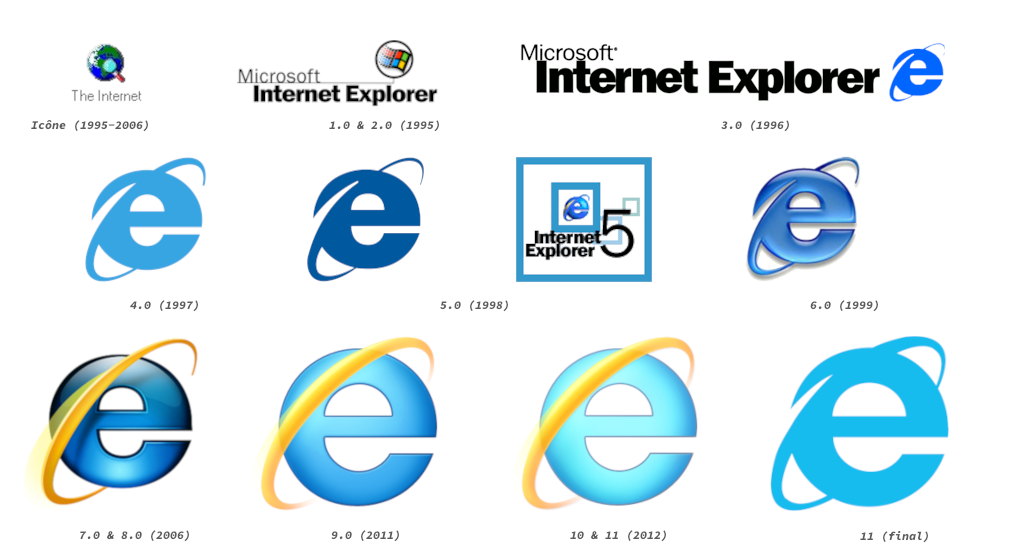 The Internet
Icône (1995-2006)
Microsoft
Internet Explorer
1.0 & 2.0 (1995)
Microsoft®
Internet Explorer
3.0 (1996)
4.0 (1997)
Internet
Explorer
5
5.0 (1998)
6.0 (1999)
7.0 & 8.0 (2006)
9.0 (2011)
10 & 11 (2012)
11 (final)